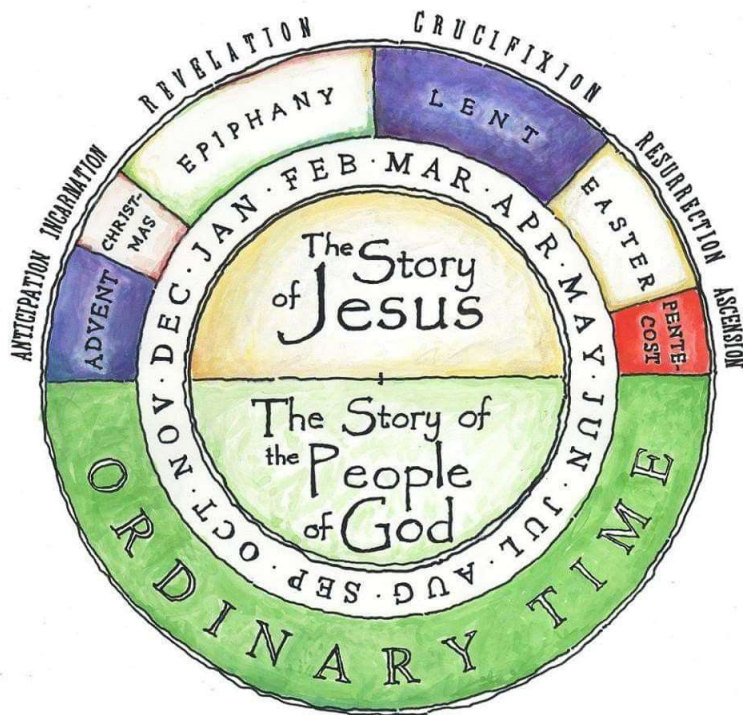 ANTICIPATION INCARNATION REVELATION CRUCIFIXION RESURRECTION ASCENSION
ADVENT
CHRIST-
MAS
EPIPHANY
LENT
EASTER
PENTE-
COST
ORDINARY TIME
JAN · FEB · MAR · APR · MAY · JUN · JUL · AUG · SEP · OCT · NOV · DEC ·
The Story
of Jesus
The Story of
the People
of God